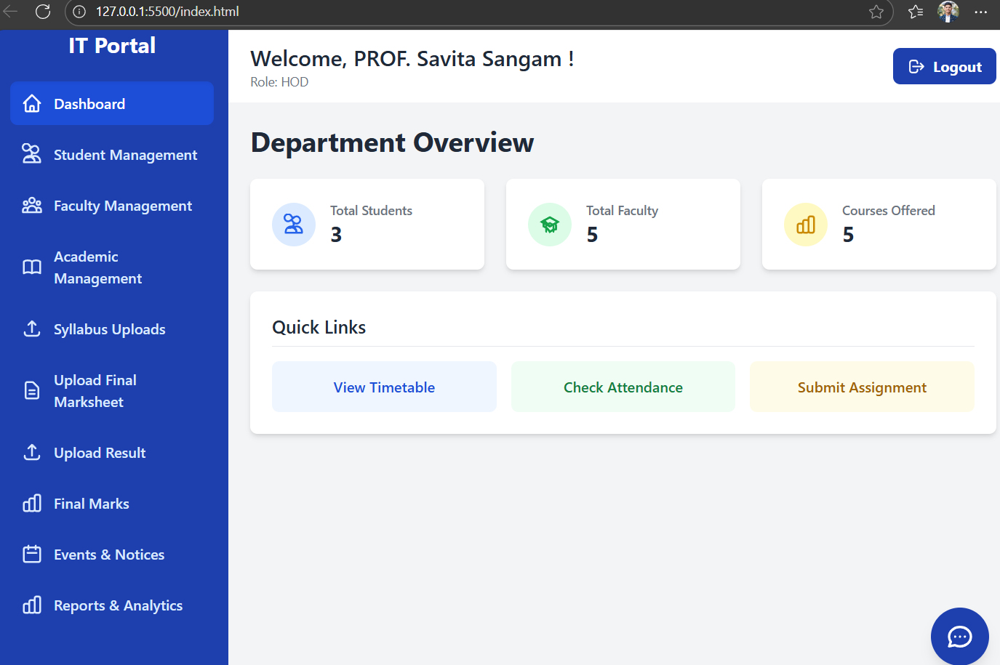 127.0.0.1:5500/index.html
IT Portal
Dashboard
Student Management
Faculty Management
Academic
Management
Syllabus Uploads
Upload Final
Marksheet
Upload Result
Final Marks
Events & Notices
Reports & Analytics
Welcome, PROF. Savita Sangam !
Role: HOD
Logout
Department Overview
Total Students
3
Total Faculty
5
Courses Offered
5
Quick Links
View Timetable
Check Attendance
Submit Assignment